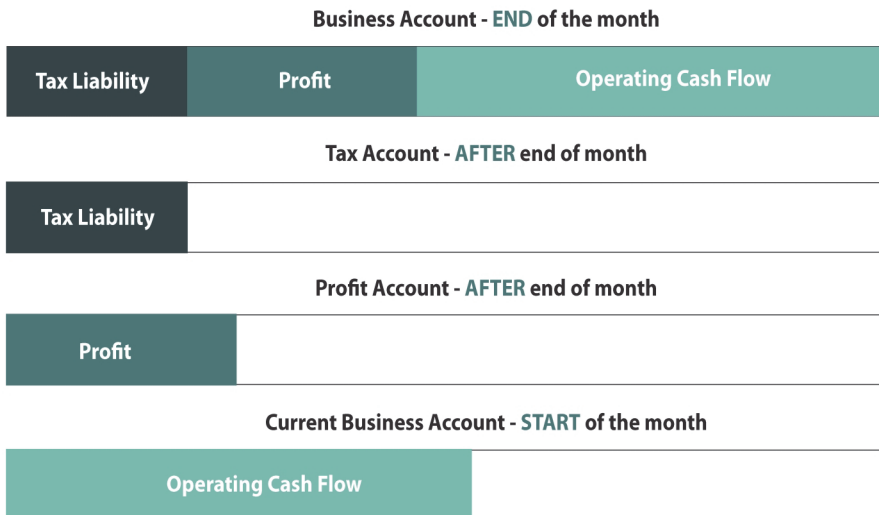 Business Account - END of the month
Tax Liability Profit Operating Cash Flow
Tax Account - AFTER end of month
Tax Liability
Profit Account - AFTER end of month
Profit
Current Business Account - START of the month
Operating Cash Flow